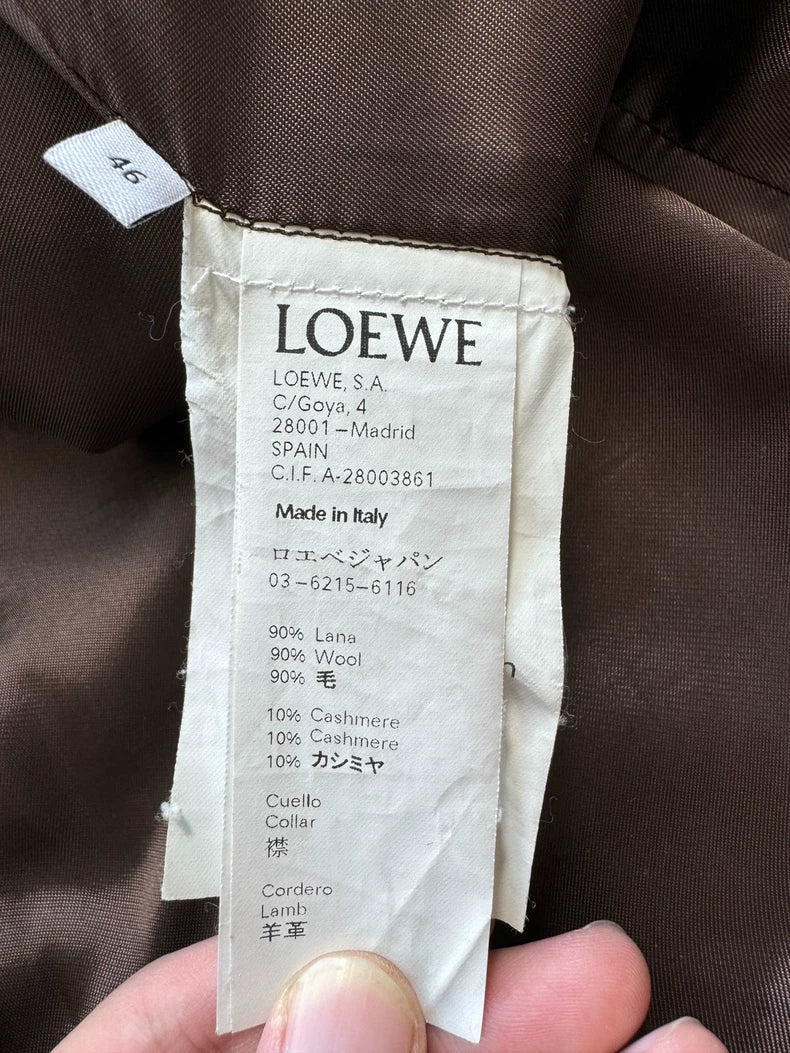 46
LOEWE
LOEWE, S.A.
C/Goya, 4
28001–Madrid
SPAIN
C.I.F. A-28003861
Made in Italy
ロエベジャパン
03–6215–6116
90% Lana
90% Wool
90% 毛
10% Cashmere
10% Cashmere
10% カシミヤ
Cuello
Collar
襟
Cordero
Lamb
羊革